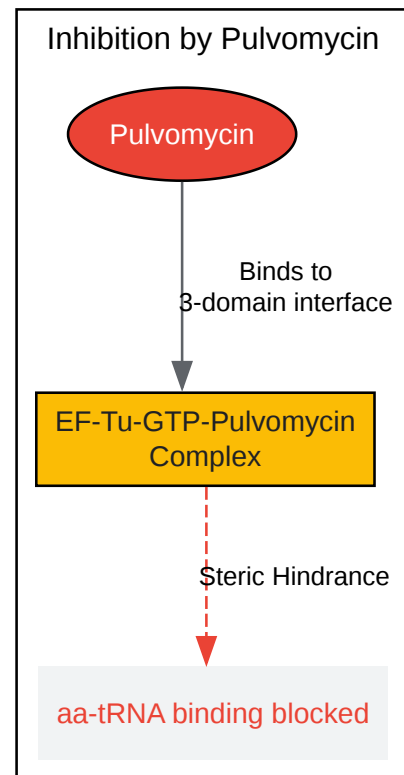 Inhibition by Pulvomycin
Pulvomycin
Binds to
3-domain interface
EF-Tu-GTP-Pulvomycin
Complex
Steric Hindrance
aa-tRNA binding blocked